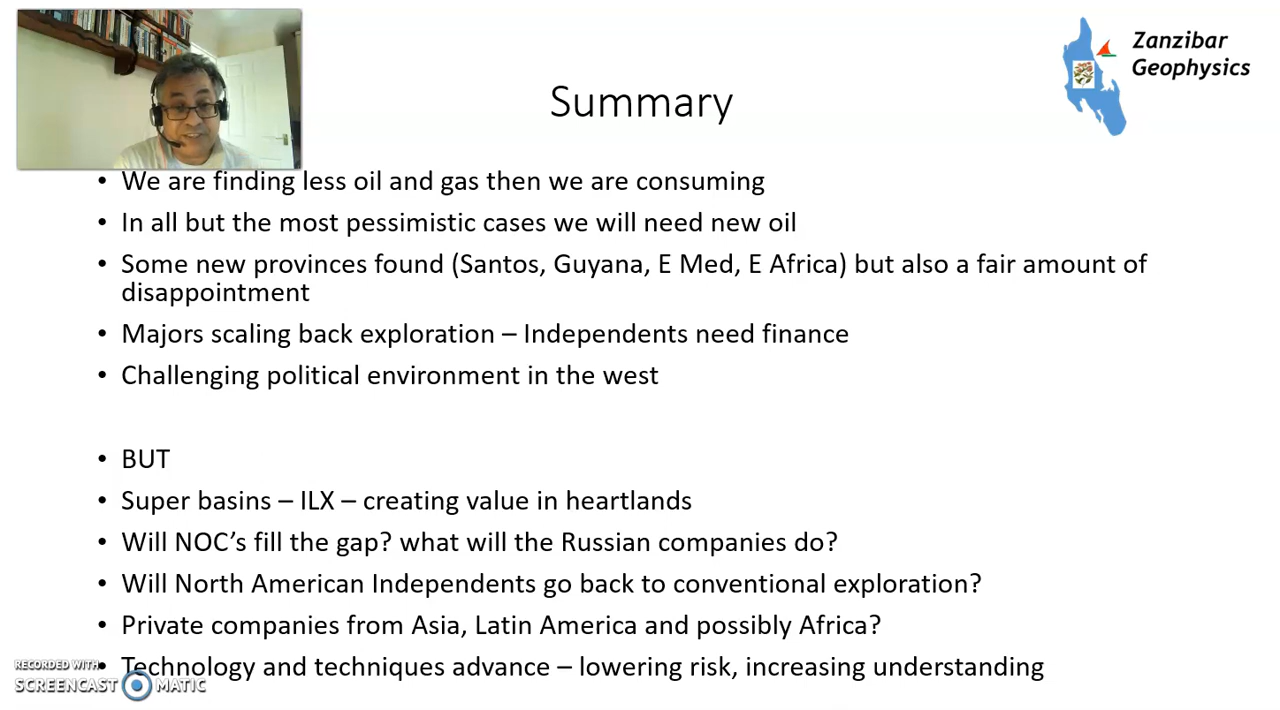 Zanzibar
Geophysics
Summary
• We are finding less oil and gas then we are consuming
• In all but the most pessimistic cases we will need new oil
• Some new provinces found (Santos, Guyana, E Med, E Africa) but also a fair amount of
disappointment
• Majors scaling back exploration – Independents need finance
• Challenging political environment in the west
• BUT
• Super basins – ILX – creating value in heartlands
• Will NOC’s fill the gap? what will the Russian companies do?
• Will North American Independents go back to conventional exploration?
• Private companies from Asia, Latin America and possibly Africa?
• Technology and techniques advance – lowering risk, increasing understanding
RECORDED WITH
SCREENCAST MATIC